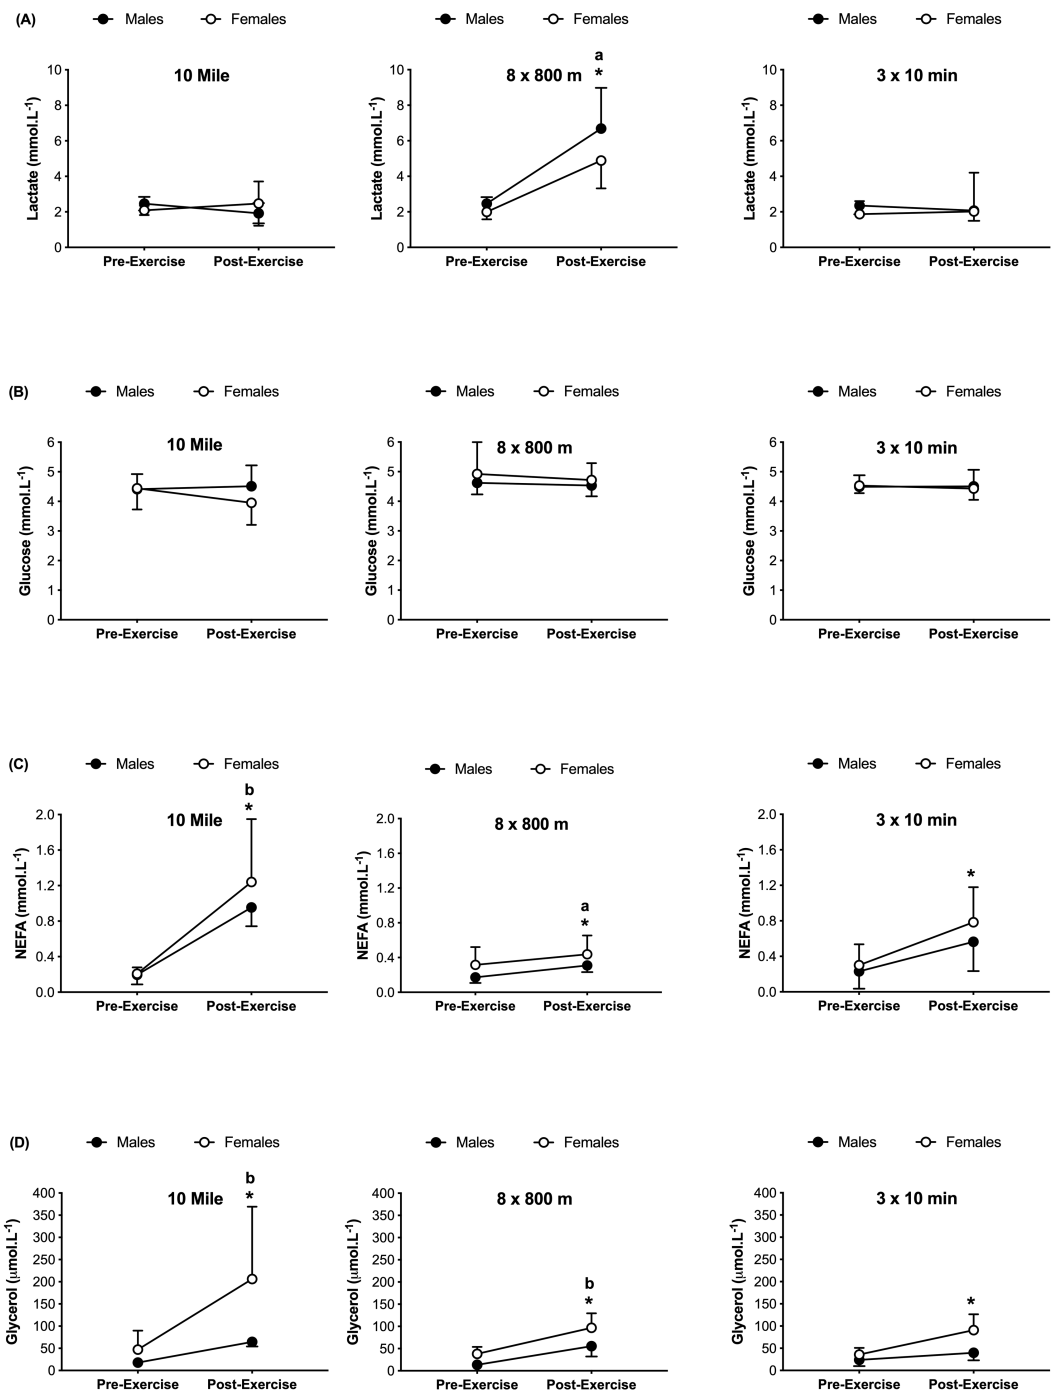 (A) Males Females Males Females Males Females
a
10 Mile 8 x 800 m * 3 x 10 min
Lactate (mmol.L-1) 10 8 6 4 2 0
Pre-Exercise Post-Exercise
Lactate (mmol.L-1) 10 8 6 4 2 0
Pre-Exercise Post-Exercise
Lactate (mmol.L-1) 10 8 6 4 2 0
Pre-Exercise Post-Exercise
(B) Males Females Males Females Males Females
10 Mile 8 x 800 m 3 x 10 min
Glucose (mmol.L-1) 6 5 4 3 2 1 0
Pre-Exercise Post-Exercise
Glucose (mmol.L-1) 6 5 4 3 2 1 0
Pre-Exercise Post-Exercise
Glucose (mmol.L-1) 6 5 4 3 2 1 0
Pre-Exercise Post-Exercise
(C) Males Females Males Females Males Females
b
*
10 Mile 8 x 800 m 3 x 10 min
NEFA (mmol.L-1) 2.0 1.6 1.2 0.8 0.4 0.0
Pre-Exercise Post-Exercise
a
*
NEFA (mmol.L-1) 2.0 1.6 1.2 0.8 0.4 0.0
Pre-Exercise Post-Exercise
*
NEFA (mmol.L-1) 2.0 1.6 1.2 0.8 0.4 0.0
Pre-Exercise Post-Exercise
(D) Males Females Males Females Males Females
b
*
10 Mile 8 x 800 m 3 x 10 min
Glycerol (μmol.L-1) 400 350 300 250 200 150 100 50 0
Pre-Exercise Post-Exercise
b
*
Glycerol (μmol.L-1) 400 350 300 250 200 150 100 50 0
Pre-Exercise Post-Exercise
*
Glycerol (μmol.L-1) 400 350 300 250 200 150 100 50 0
Pre-Exercise Post-Exercise